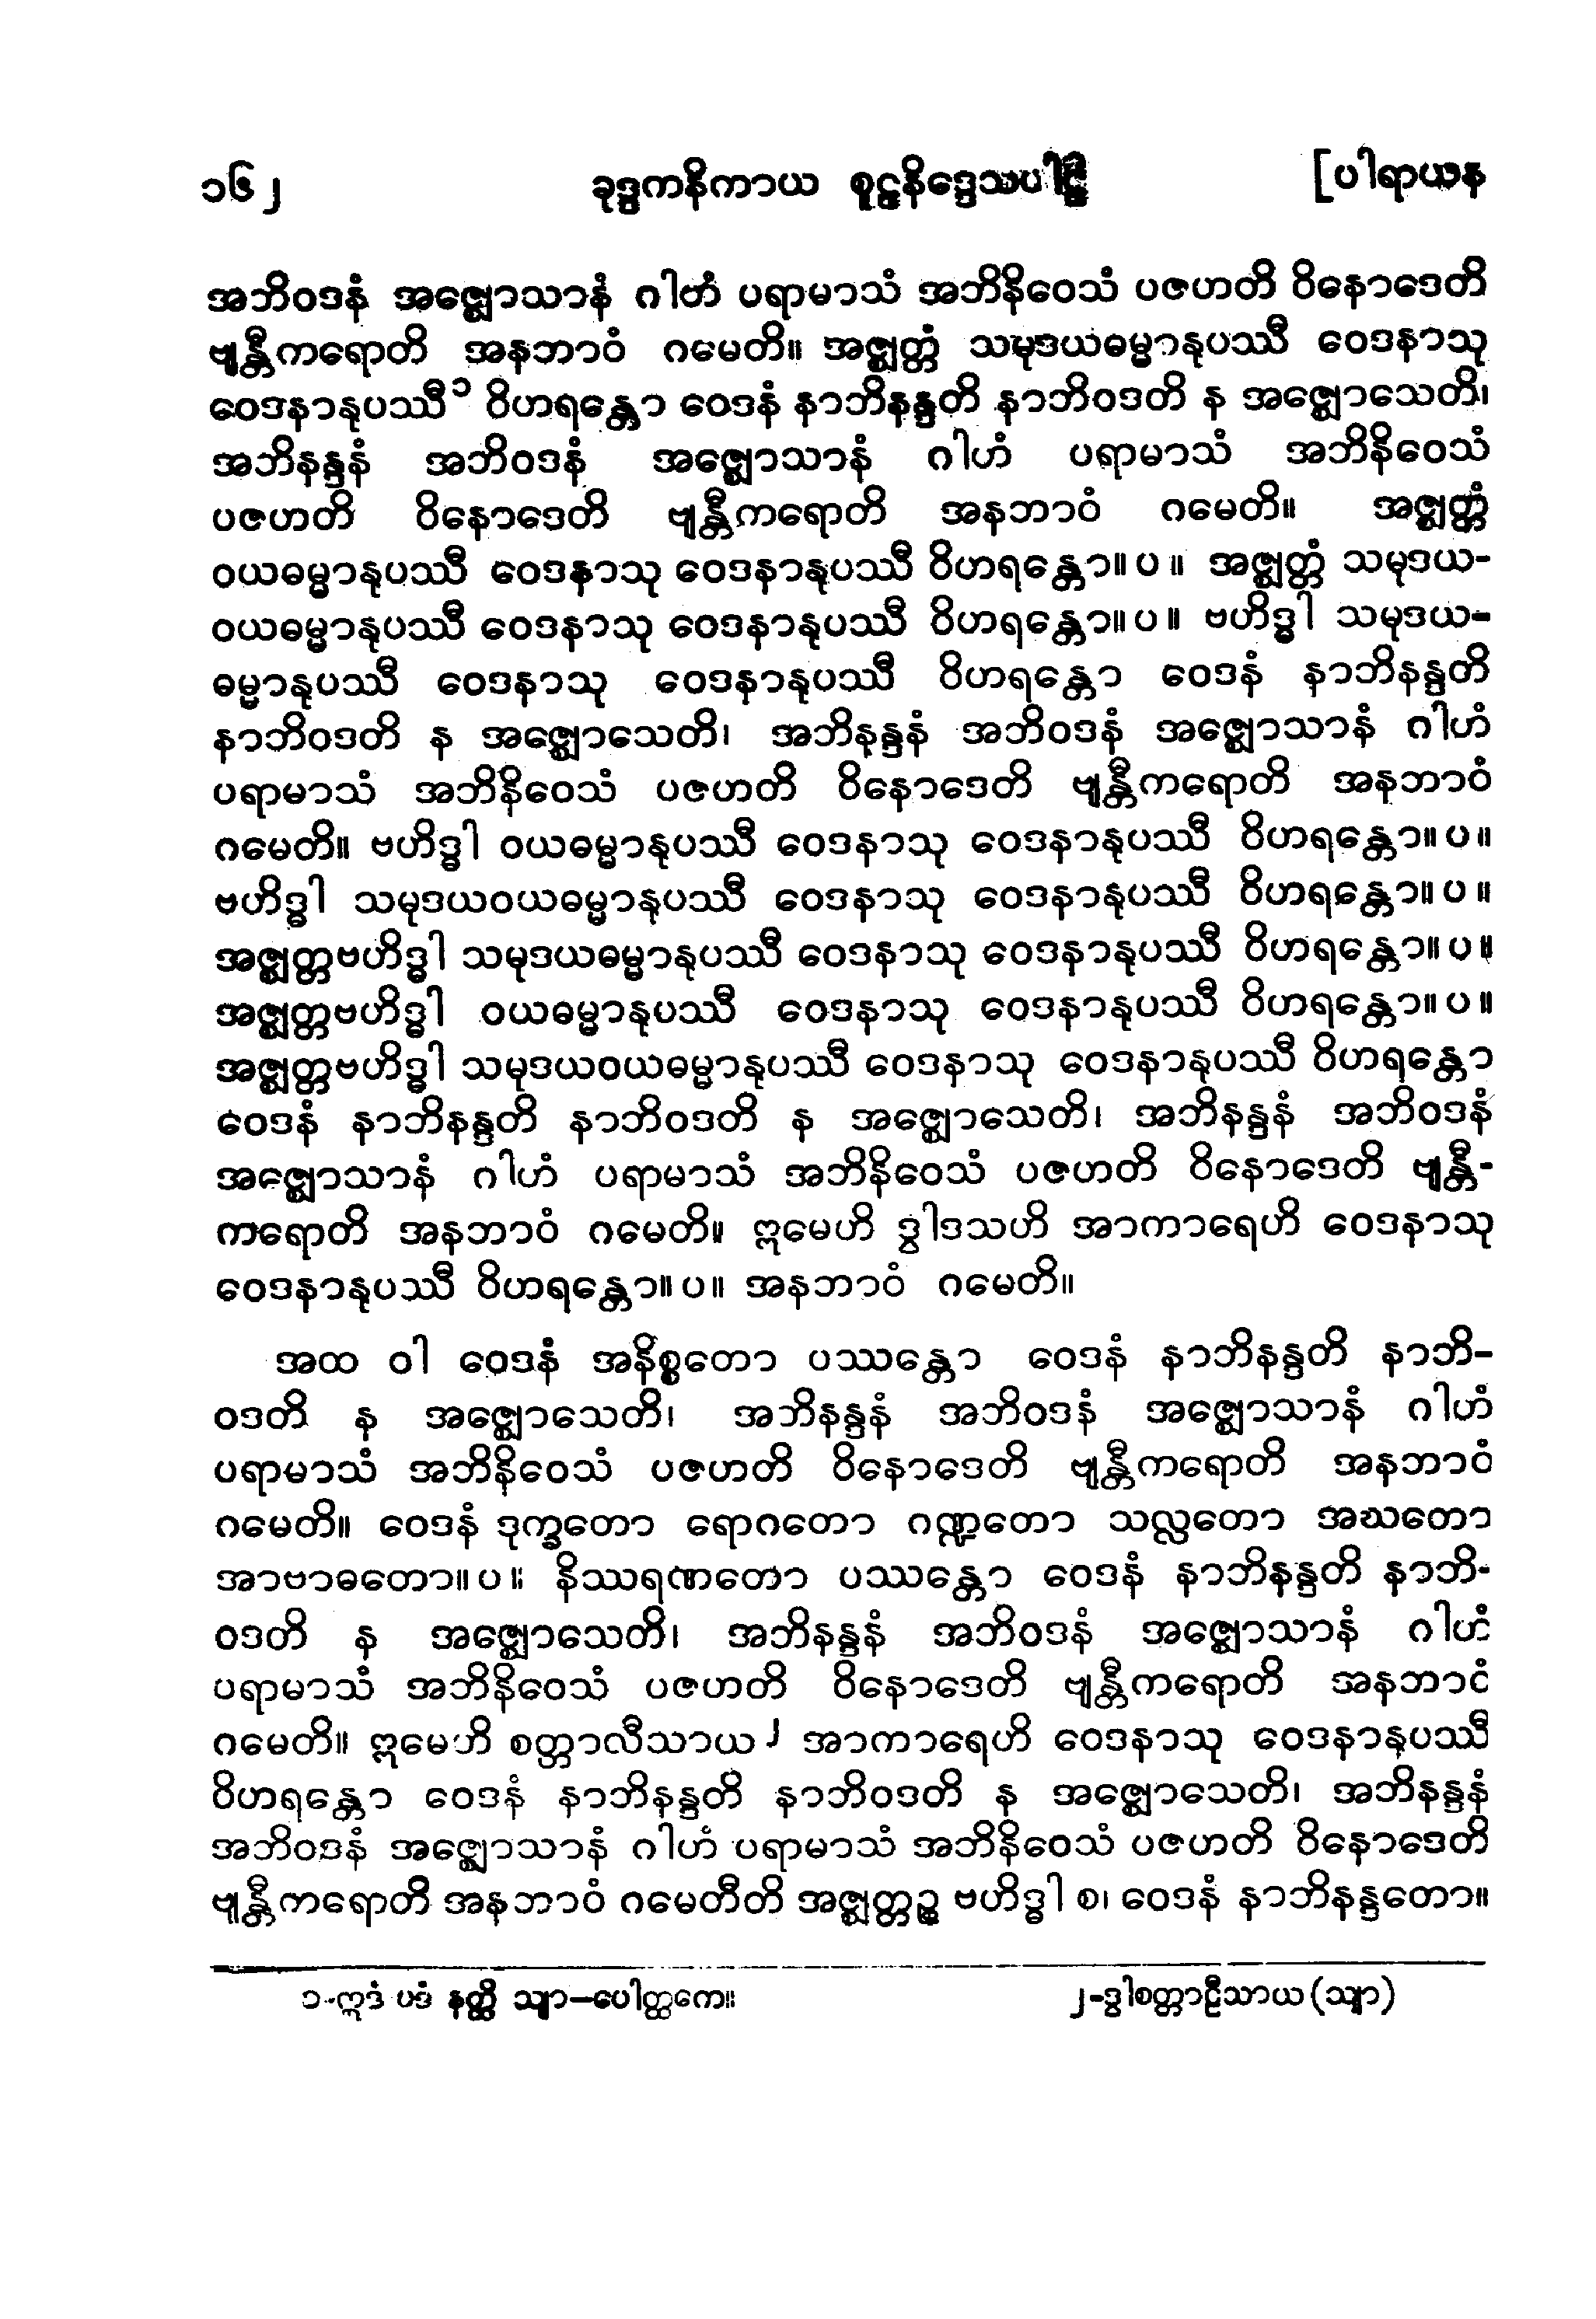 ၁၆၂ ခုဒ္ဒကနိကာယ စူဠနိဒ္ဒေသပါဠိ [ပါရာယန
အဘိဝဒနံ အဇ္ဈောသာနံ ဂါဟံ ပရာမာသံ အဘိနိဝေသံ ပဇဟတိ ဝိနောဒေတိ
ဗျန္တီကရောတိ အနဘာဝံ ဂမေတိ။ အဇ္ဈတ္တံ သမုဒယဓမ္မာနုပဿီ ဝေဒနာသု
ဝေဒနာနုပဿီ၁ ဝိဟရန္တော ဝေဒနံ နာဘိနန္ဒတိ နာဘိဝဒတိ န အဇ္ဈောသေတိ၊
အဘိနန္ဒနံ အဘိဝဒနံ အဇ္ဈောသာနံ ဂါဟံ ပရာမာသံ အဘိနိဝေသံ
ပဇဟတိ ဝိနောဒေတိ ဗျန္တီကရောတိ အနဘာဝံ ဂမေတိ။ အဇ္ဈတ္တံ
ဝယဓမ္မာနုပဿီ ဝေဒနာသု ဝေဒနာနုပဿီ ဝိဟရန္တော။ပ။ အဇ္ဈတ္တံ သမုဒယ-
ဝယဓမ္မာနုပဿီ ဝေဒနာသု ဝေဒနာနုပဿီ ဝိဟရန္တော။ပ။ ဗဟိဒ္ဓါ သမုဒယ-
ဓမ္မာနုပဿီ ဝေဒနာသု ဝေဒနာနုပဿီ ဝိဟရန္တော ဝေဒနံ နာဘိနန္ဒတိ
နာဘိဝဒတိ န အဇ္ဈောသေတိ၊ အဘိနန္ဒနံ အဘိဝဒနံ အဇ္ဈောသာနံ ဂါဟံ
ပရာမာသံ အဘိနိဝေသံ ပဇဟတိ ဝိနောဒေတိ ဗျန္တီကရောတိ အနဘာဝံ
ဂမေတိ။ ဗဟိဒ္ဓါ ဝယဓမ္မာနုပဿီ ဝေဒနာသု ဝေဒနာနုပဿီ ဝိဟရန္တော။ပ။
ဗဟိဒ္ဓါ သမုဒယဝယဓမ္မာနုပဿီ ဝေဒနာသု ဝေဒနာနုပဿီ ဝိဟရန္တော။ပ။
အဇ္ဈတ္တဗဟိဒ္ဓါ သမုဒယဓမ္မာနုပဿီ ဝေဒနာသု ဝေဒနာနုပဿီ ဝိဟရန္တော။ပ။
အဇ္ဈတ္တဗဟိဒ္ဓါ ဝယဓမ္မာနုပဿီ ဝေဒနာသု ဝေဒနာနုပဿီ ဝိဟရန္တော။ပ။
အဇ္ဈတ္တဗဟိဒ္ဓါ သမုဒယဝယဓမ္မာနုပဿီ ဝေဒနာသု ဝေဒနာနုပဿီ ဝိဟရန္တော
ဝေဒနံ နာဘိနန္ဒတိ နာဘိဝဒတိ န အဇ္ဈောသေတိ၊ အဘိနန္ဒနံ အဘိဝဒနံ
အဇ္ဈောသာနံ ဂါဟံ ပရာမာသံ အဘိနိဝေသံ ပဇဟတိ ဝိနောဒေတိ ဗျန္တီ-
ကရောတိ အနဘာဝံ ဂမေတိ။ ဣမေဟိ ဒွါဒသဟိ အာကာရေဟိ ဝေဒနာသု
ဝေဒနာနုပဿီ ဝိဟရန္တော။ပ။ အနဘာဝံ ဂမေတိ။
အထ ဝါ ဝေဒနံ အနိစ္စတော ပဿန္တော ဝေဒနံ နာဘိနန္ဒတိ နာဘိ-
ဝဒတိ န အဇ္ဈောသေတိ၊ အဘိနန္ဒနံ အဘိဝဒနံ အဇ္ဈောသာနံ ဂါဟံ
ပရာမာသံ အဘိနိဝေသံ ပဇဟတိ ဝိနောဒေတိ ဗျန္တီကရောတိ အနဘာဝံ
ဂမေတိ။ ဝေဒနံ ဒုက္ခတော ရောဂတော ဂဏ္ဍတော သလ္လတော အဃတော
အာဗာဓတော။ပ။ နိဿရဏတော ပဿန္တော ဝေဒနံ နာဘိနန္ဒတိ နာဘိ-
ဝဒတိ န အဇ္ဈောသေတိ၊ အဘိနန္ဒနံ အဘိဝဒနံ အဇ္ဈောသာနံ ဂါဟံ
ပရာမာသံ အဘိနိဝေသံ ပဇဟတိ ဝိနောဒေတိ ဗျန္တီကရောတိ အနဘာဝံ
ဂမေတိ။ ဣမေဟိ စတ္တာလီသာယ၂ အာကာရေဟိ ဝေဒနာသု ဝေဒနာနုပဿီ
ဝိဟရန္တော ဝေဒနံ နာဘိနန္ဒတိ နာဘိဝဒတိ န အဇ္ဈောသေတိ၊ အဘိနန္ဒနံ
အဘိဝဒနံ အဇ္ဈောသာနံ ဂါဟံ ပရာမာသံ အဘိနိဝေသံ ပဇဟတိ ဝိနောဒေတိ
ဗျန္တီကရောတိ အနဘာဝံ ဂမေတီတိ အဇ္ဈတ္တဉ္စ ဗဟိဒ္ဓါ စ၊ ဝေဒနံ နာဘိနန္ဒတော။
၁-ဣဒံ ပဒံ နတ္ထိ သျာ-ပေါတ္ထကေ။ ၂-ဒွါစတ္တာဠီသာယ(သျာ)